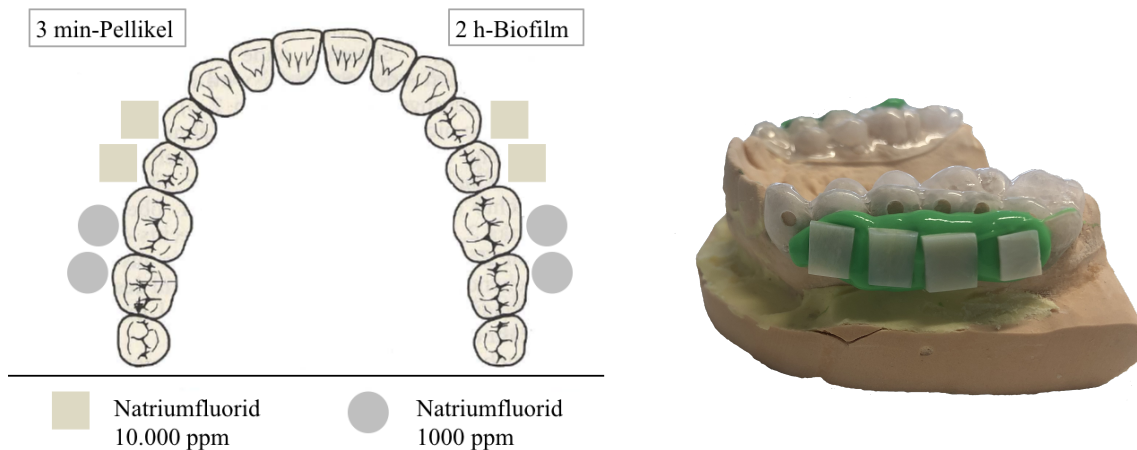 3 min-Pellikel
2 h-Biofilm
Natriumfluorid
10.000 ppm
Natriumfluorid
1000 ppm